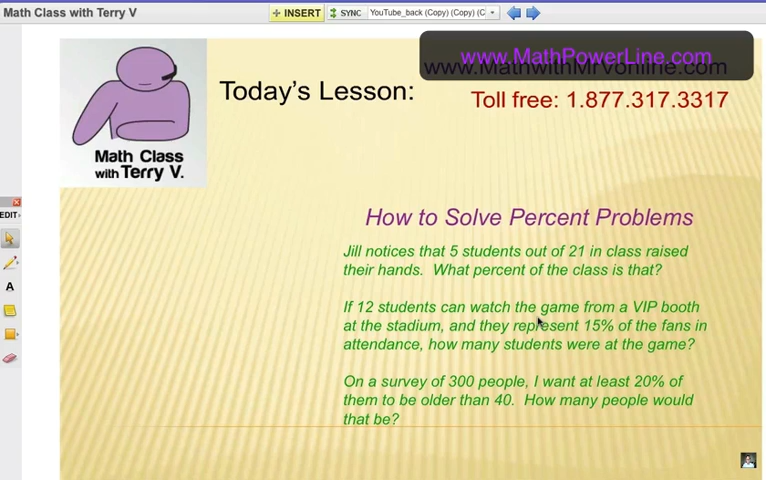 Math Class with Terry V
INSERT
SYNC
YouTube_back (Copy) (Copy) (C
www.MathPowerLine.com
www.MathwithMrVonline.com
Today's Lesson:
Toll free: 1.877.317.3317
Math Class
with Terry V.
EDIT
A
How to Solve Percent Problems
Jill notices that 5 students out of 21 in class raised
their hands. What percent of the class is that?
If 12 students can watch the game from a VIP booth
at the stadium, and they represent 15% of the fans in
attendance, how many students were at the game?
On a survey of 300 people, I want at least 20% of
them to be older than 40. How many people would
that be?